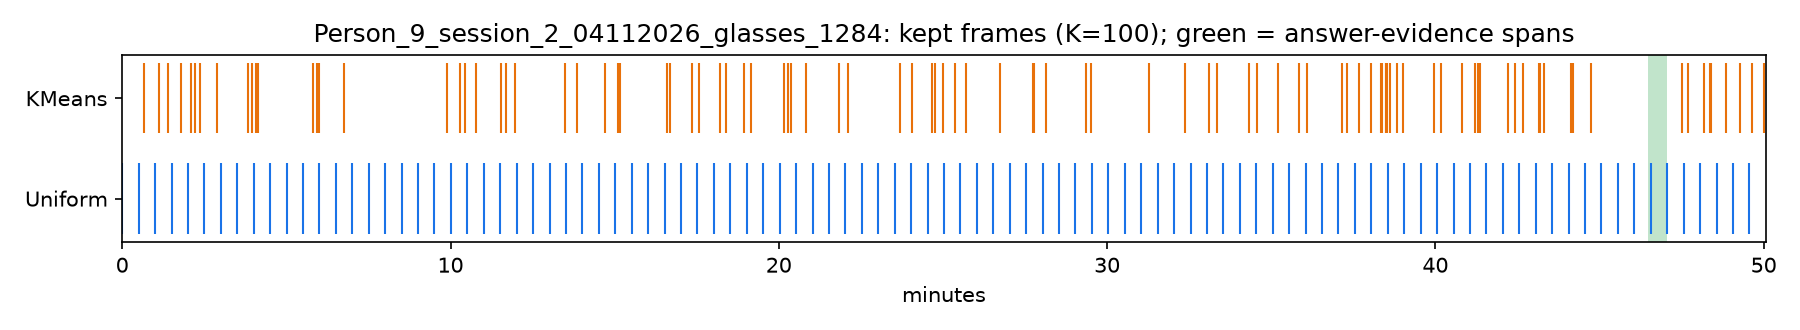 Person_9_session_2_04112026_glasses_1284: kept frames (K=100); green = answer-evidence spans
KMeans
Uniform
0 10 20 30 40 50
minutes